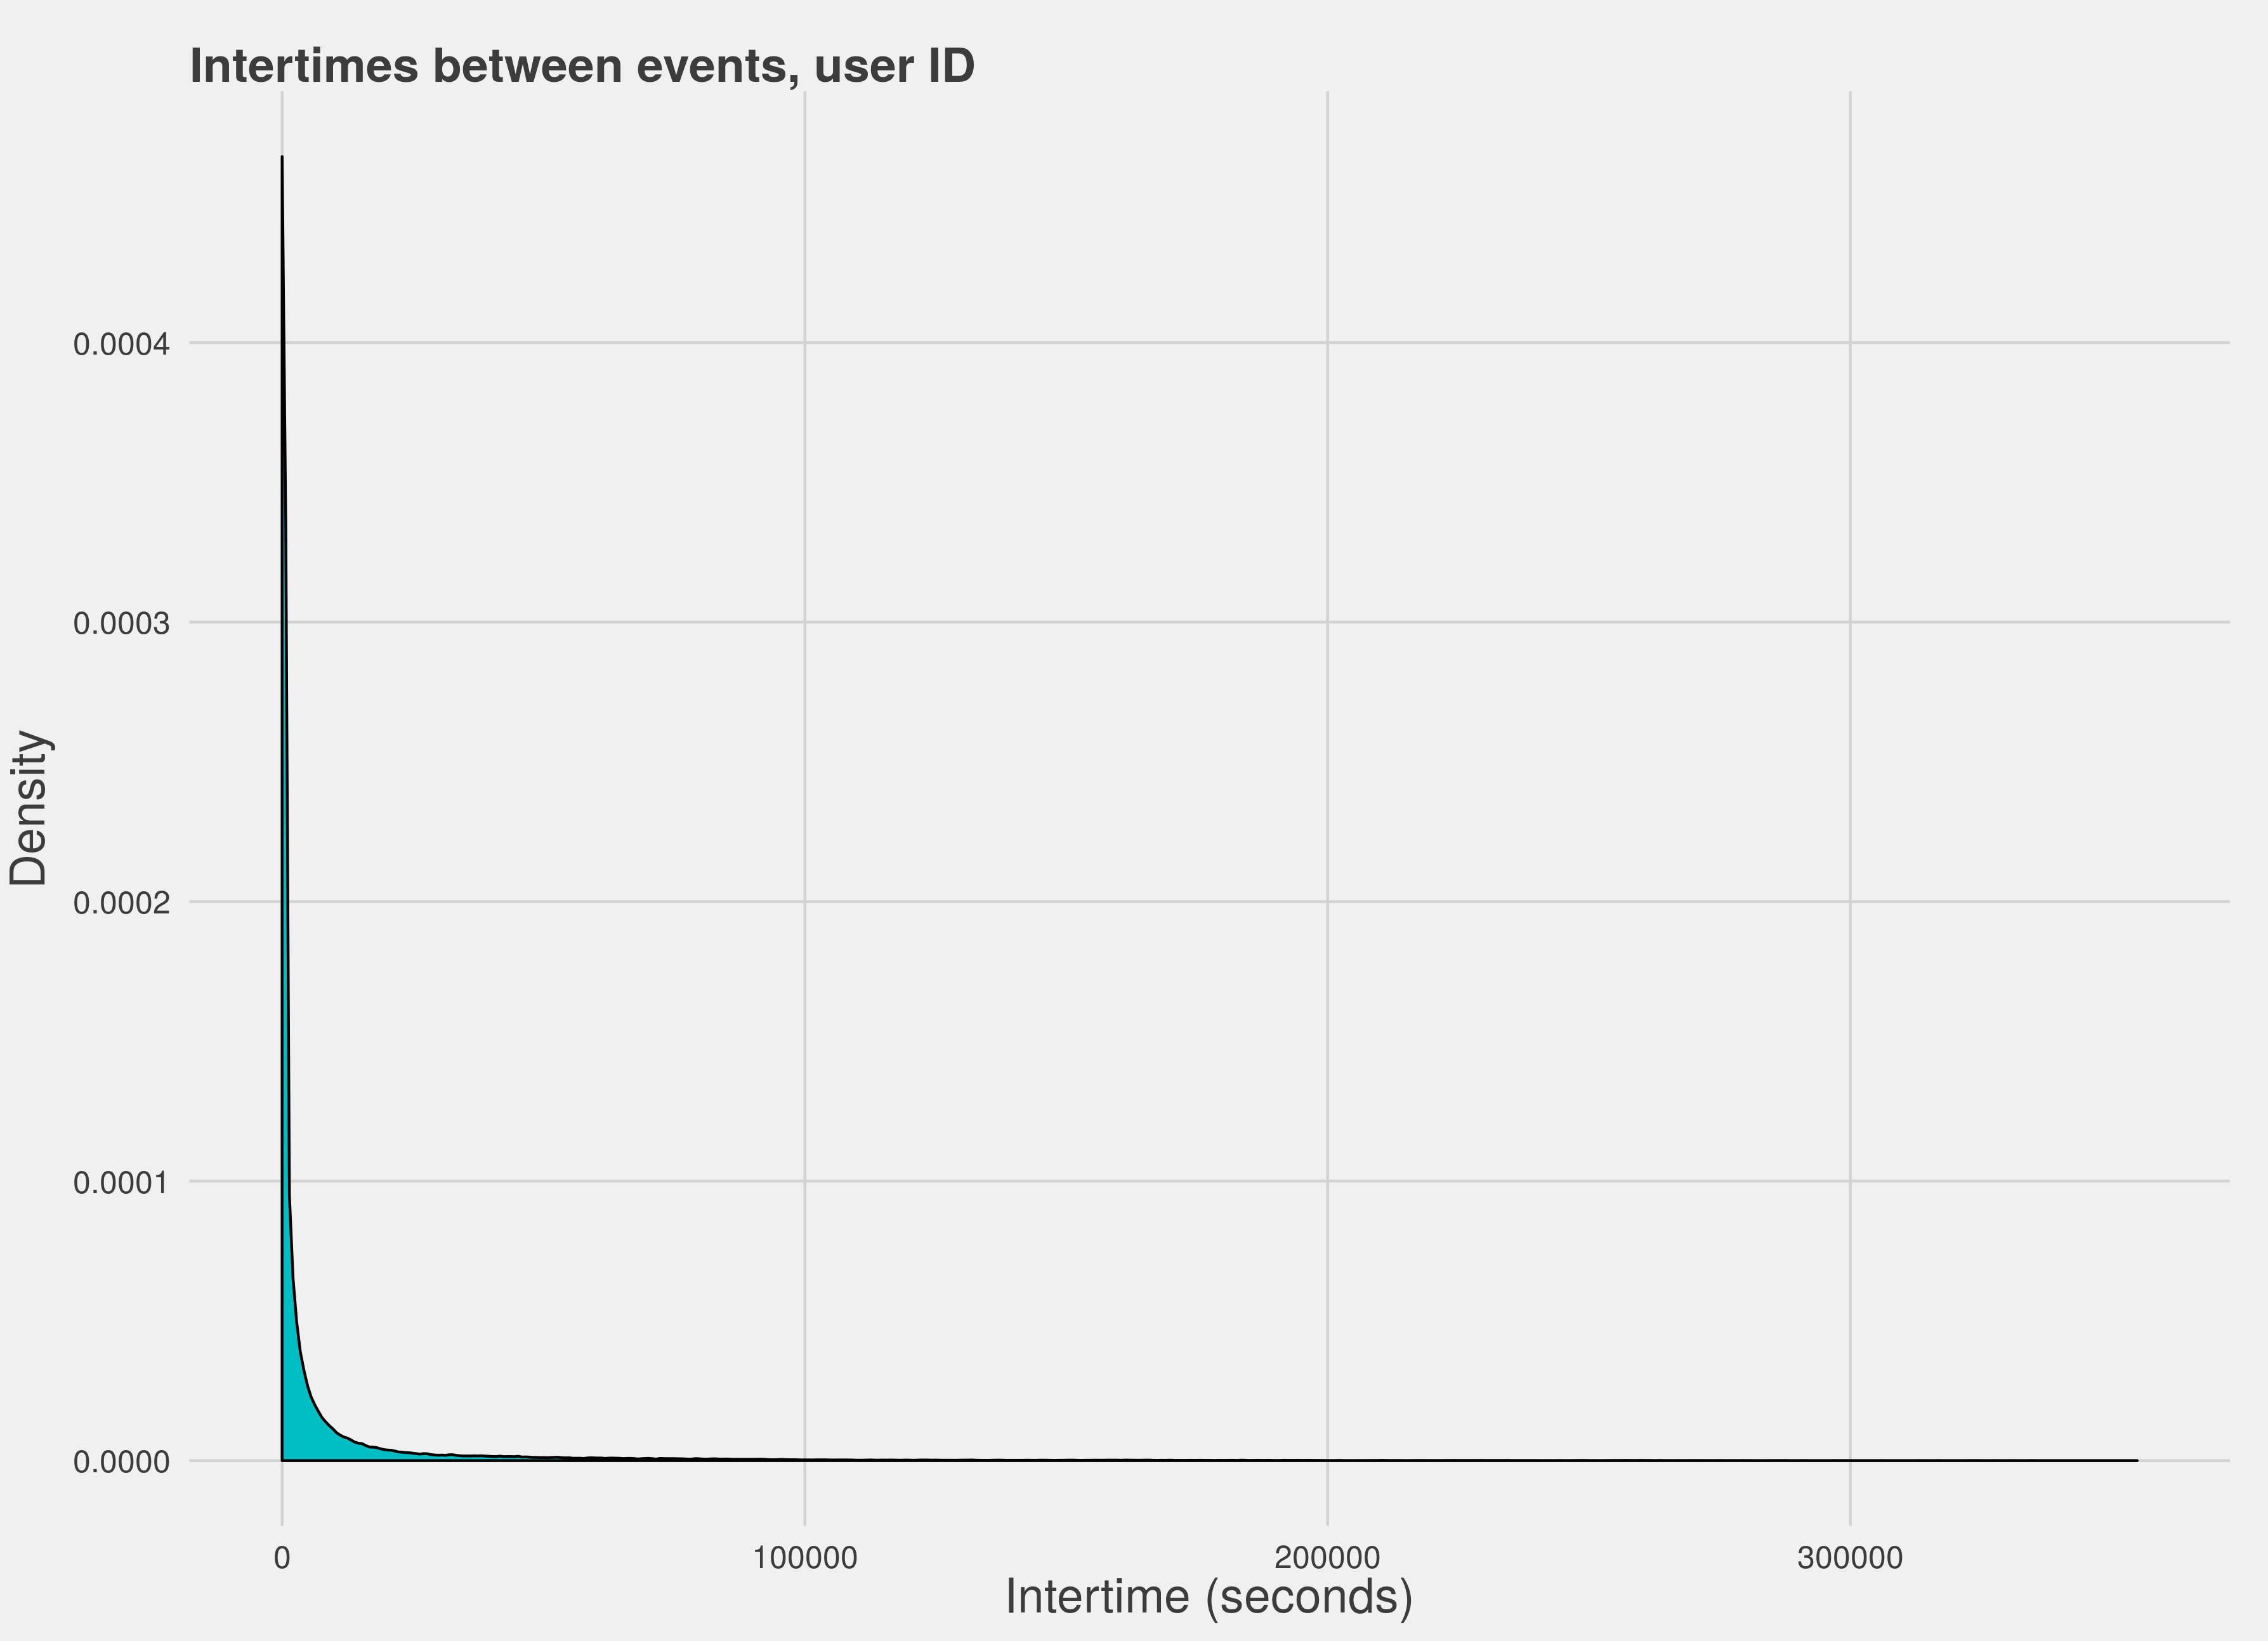 Intertimes between events, user ID
Density
0.0004
0.0003
0.0002
0.0001
0.0000
0 100000 200000 300000
Intertime (seconds)